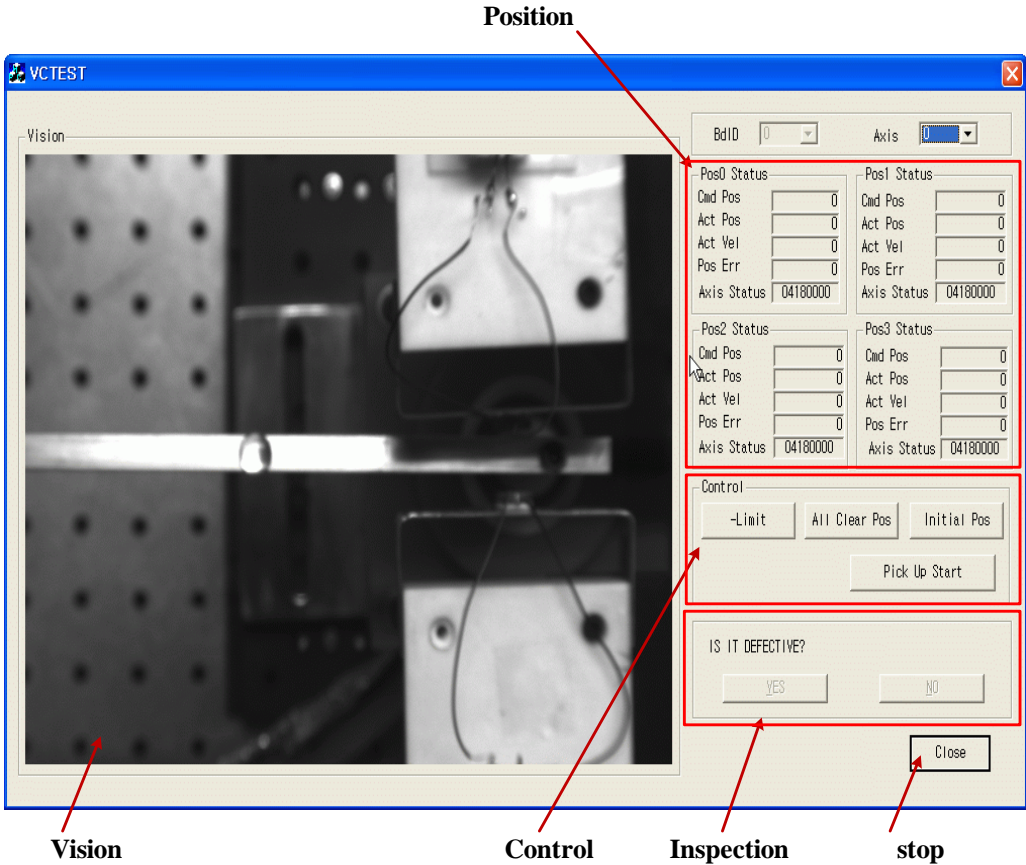 Position
VCTEST
Vision
BdID 0 Axis 0
Pos0 Status
Cmd Pos 0
Act Pos 0
Act Vel 0
Pos Err 0
Axis Status 04180000
Pos1 Status
Cmd Pos 0
Act Pos 0
Act Vel 0
Pos Err 0
Axis Status 04180000
Pos2 Status
Cmd Pos 0
Act Pos 0
Act Vel 0
Pos Err 0
Axis Status 04180000
Pos3 Status
Cmd Pos 0
Act Pos 0
Act Vel 0
Pos Err 0
Axis Status 04180000
Control
-Limit All Clear Pos Initial Pos
Pick Up Start
IS IT DEFECTIVE?
YES NO
Close
Vision Control Inspection stop